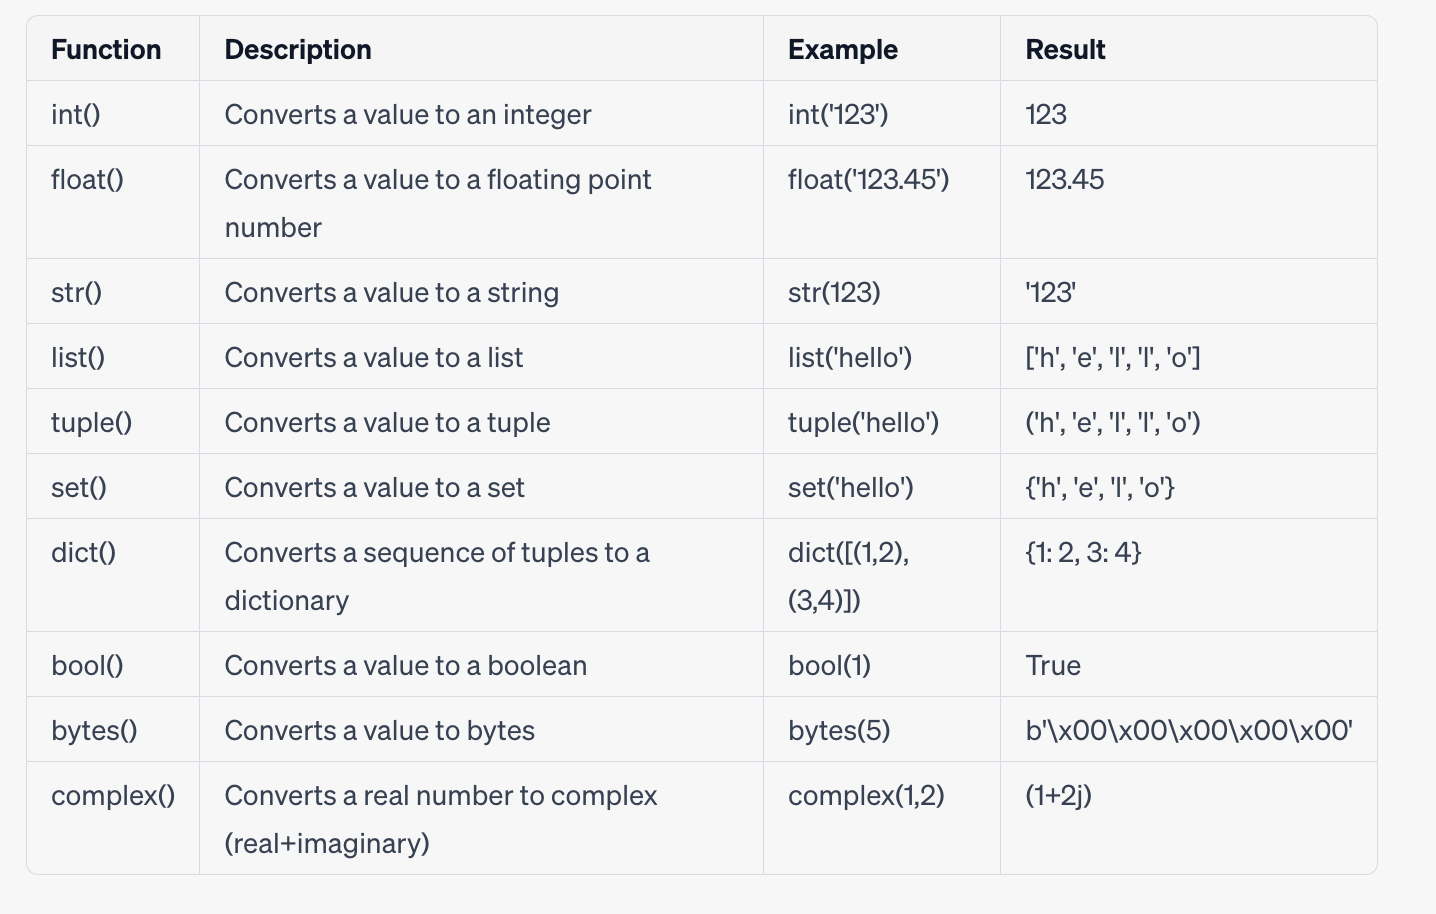 Function Description Example Result
int() Converts a value to an integer int('123') 123
float() Converts a value to a floating point float('123.45') 123.45
number
str() Converts a value to a string str(123) '123'
list() Converts a value to a list list('hello') ['h', 'e', 'l', 'l', 'o']
tuple() Converts a value to a tuple tuple('hello') ('h', 'e', 'l', 'l', 'o')
set() Converts a value to a set set('hello') {'h', 'e', 'l', 'o'}
dict() Converts a sequence of tuples to a dict([(1,2), {1: 2, 3: 4}
dictionary (3,4)])
bool() Converts a value to a boolean bool(1) True
bytes() Converts a value to bytes bytes(5) b'\x00\x00\x00\x00\x00'
complex() Converts a real number to complex complex(1,2) (1+2j)
(real+imaginary)